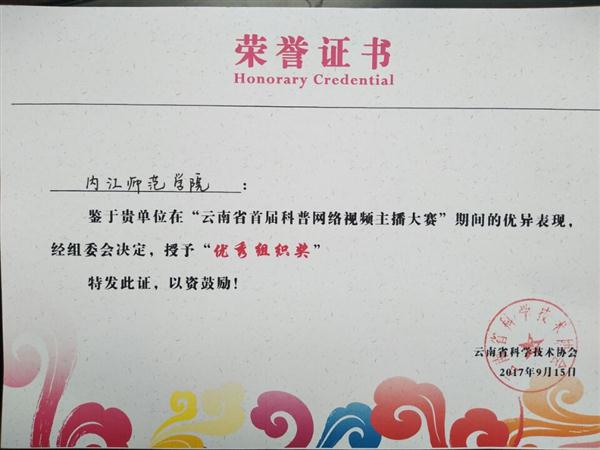 荣誉证书
Honorary Credential
内江师范学院：
鉴于贵单位在“云南省首届科普网络视频主播大赛”期间的优异表现，
经组委会决定，授予“优秀组织奖”
特发此证，以资鼓励！
云南省科学技术协会
2017年9月15日